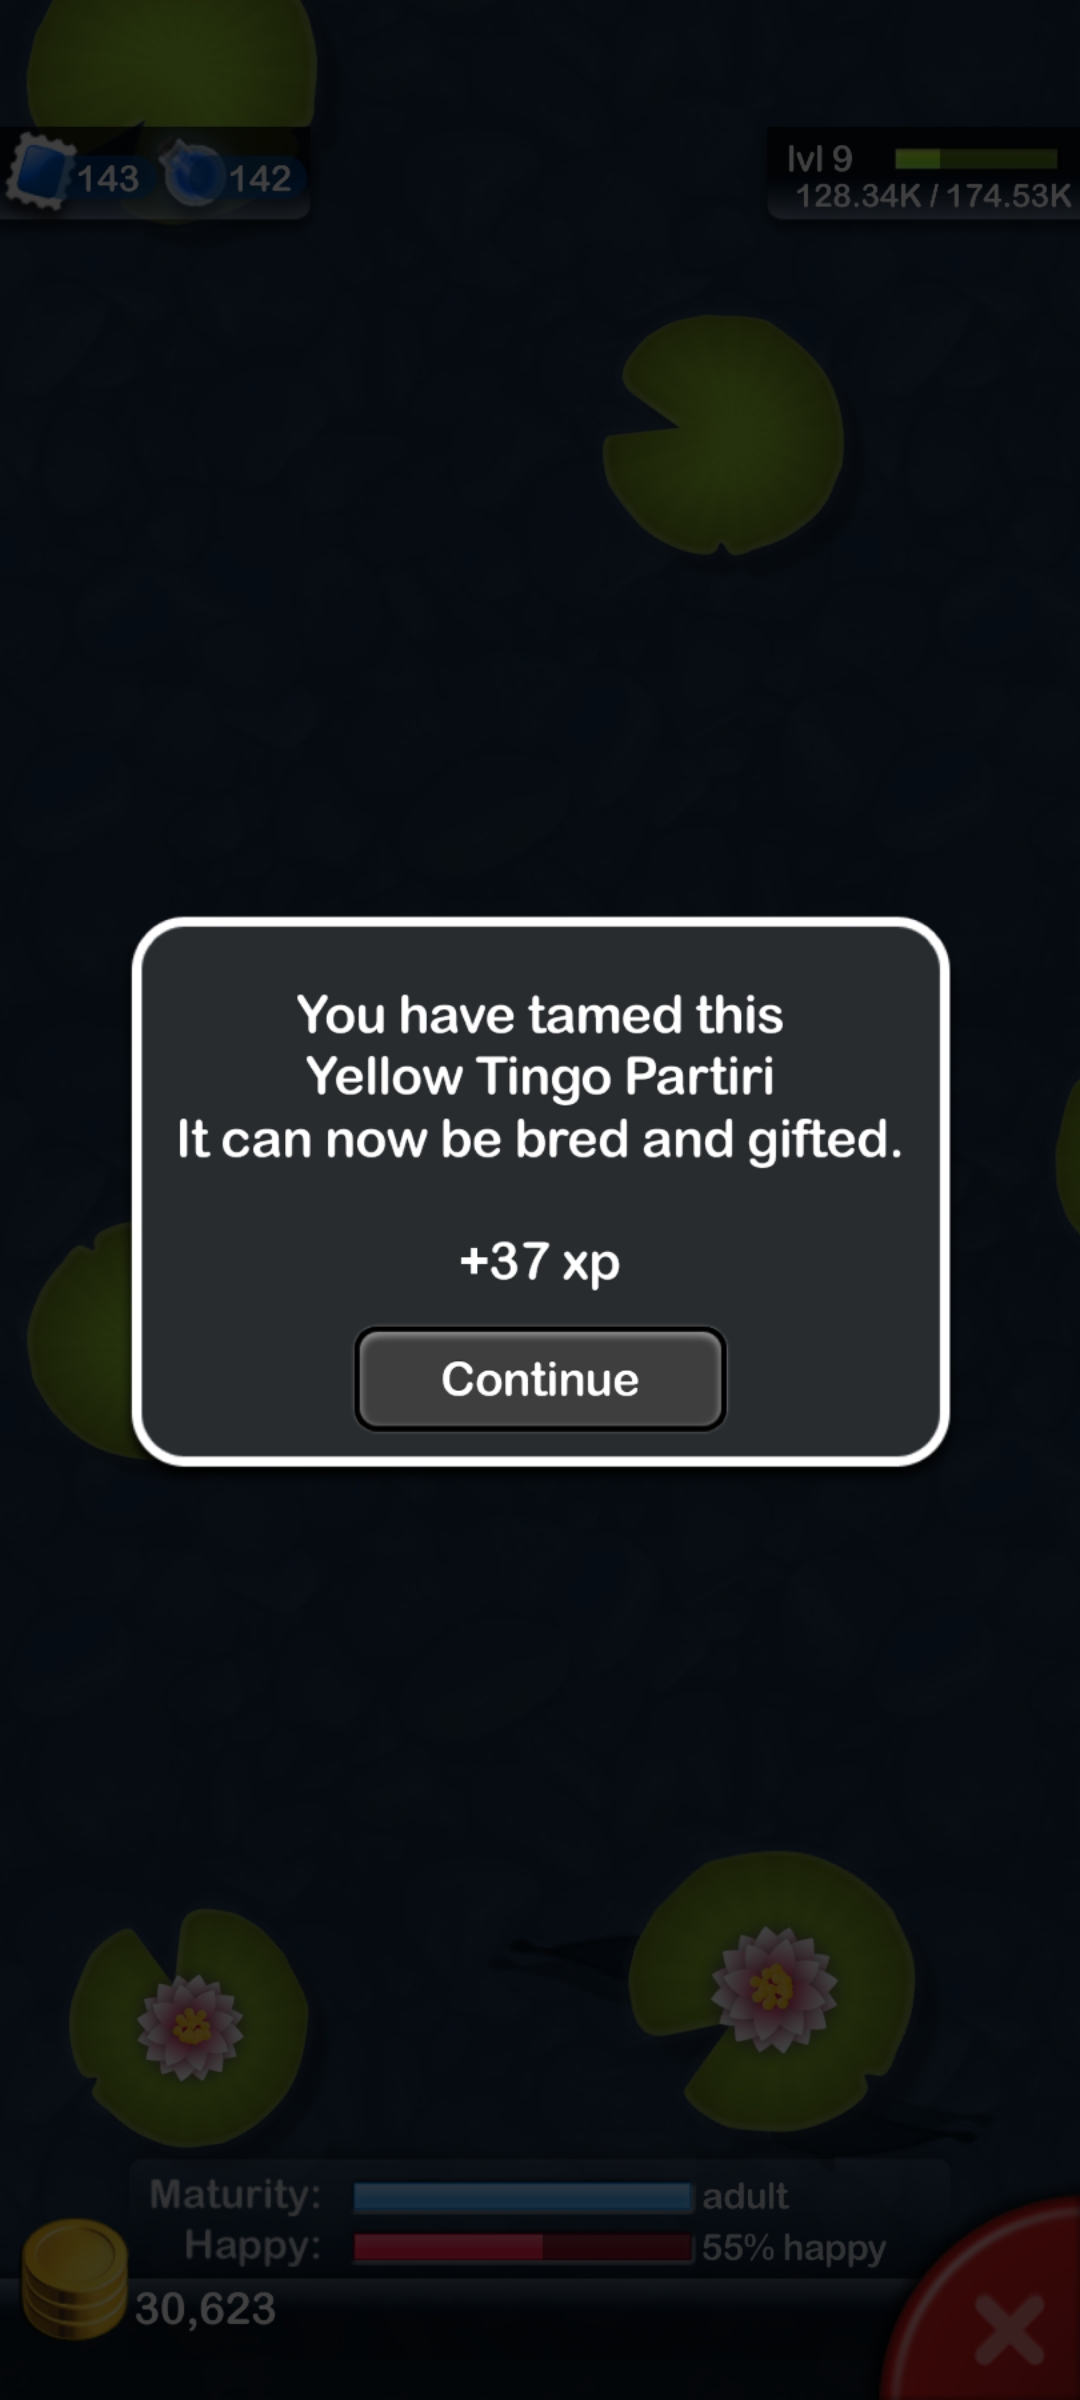 143 142
lvl 9
128.34K / 174.53K
You have tamed this
Yellow Tingo Partiri
It can now be bred and gifted.
+37 xp
Continue
Maturity: adult
Happy: 55% happy
30,623